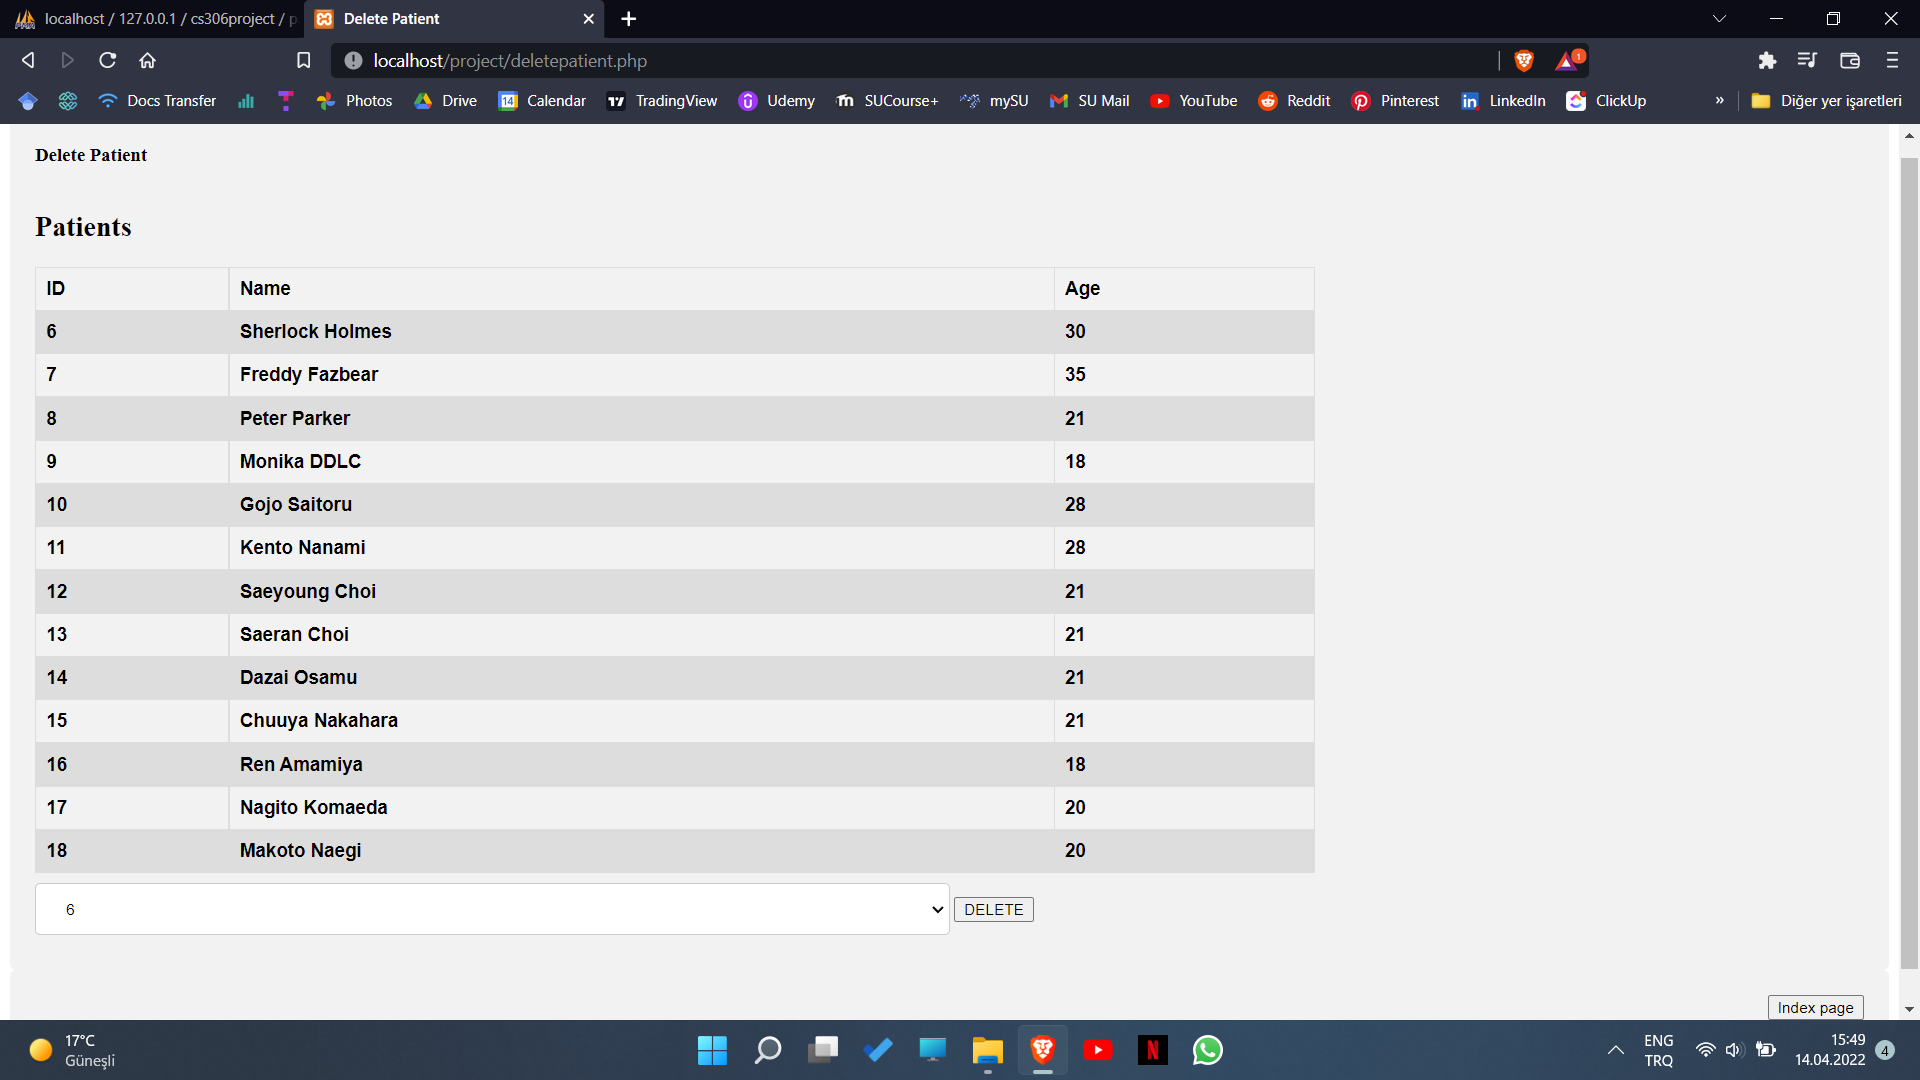 localhost / 127.0.0.1 / cs306project / p
Delete Patient
localhost/project/deletepatient.php
1
Docs Transfer
Photos
Drive
14
Calendar
TradingView
Udemy
SUCourse+
mySU
SU Mail
YouTube
Reddit
Pinterest
LinkedIn
ClickUp
»
Diğer yer işaretleri
Delete Patient
Patients
ID Name Age
6 Sherlock Holmes 30
7 Freddy Fazbear 35
8 Peter Parker 21
9 Monika DDLC 18
10 Gojo Saitoru 28
11 Kento Nanami 28
12 Saeyoung Choi 21
13 Saeran Choi 21
14 Dazai Osamu 21
15 Chuuya Nakahara 21
16 Ren Amamiya 18
17 Nagito Komaeda 20
18 Makoto Naegi 20
6
DELETE
Index page
17°C
Güneşli
ENG
TRQ
15:49
14.04.2022
4